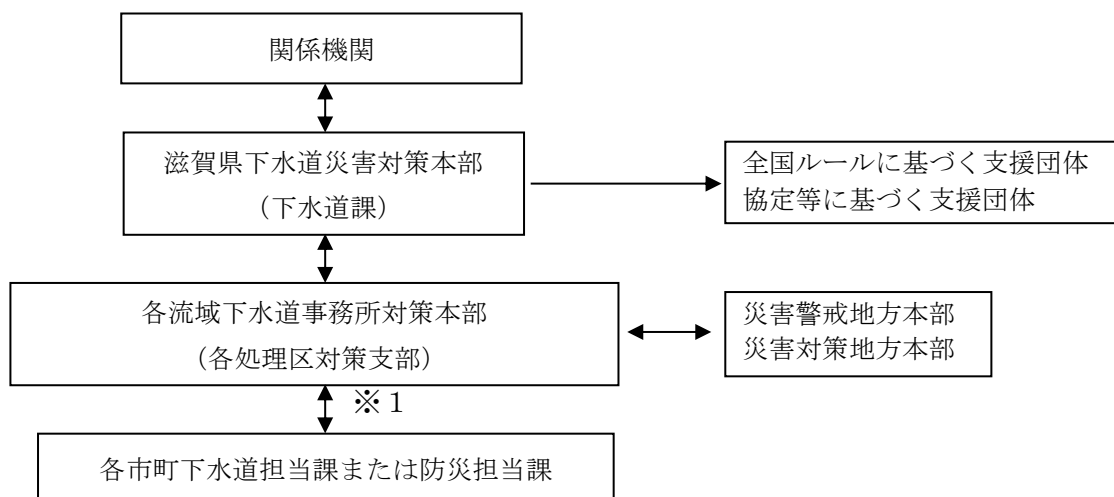 関係機関
滋賀県下水道災害対策本部
（下水道課）
全国ルールに基づく支援団体
協定等に基づく支援団体
各流域下水道事務所対策本部
（各処理区対策支部）
災害警戒地方本部
災害対策地方本部
※１
各市町下水道担当課または防災担当課